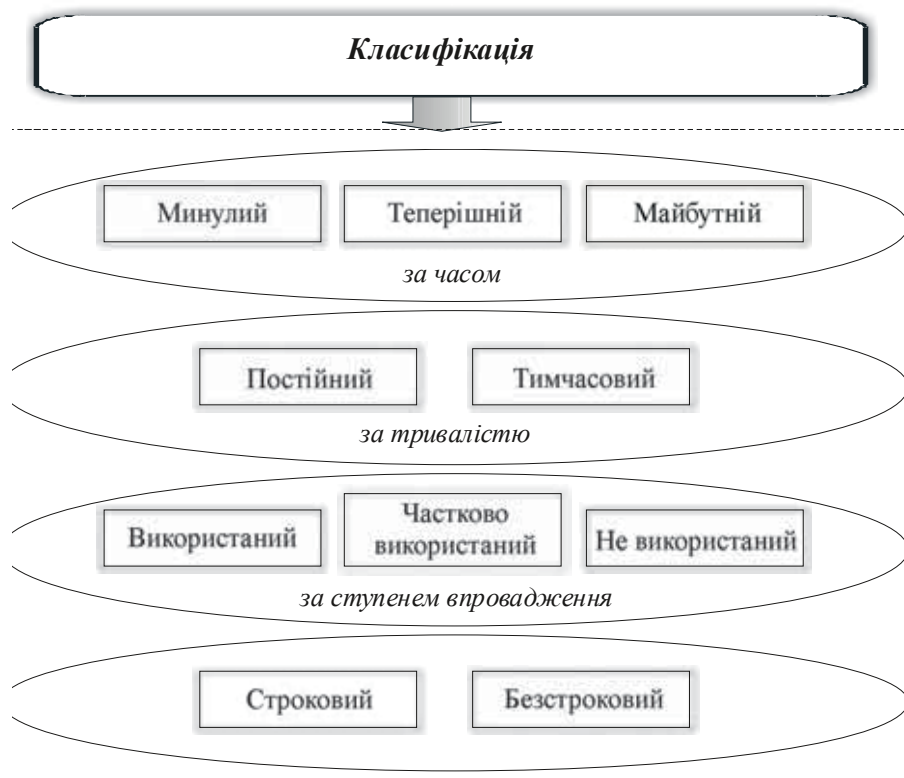 Класифікація
Минулий Теперішній Майбутній
за часом
Постійний Тимчасовий
за тривалістю
Використаний Частково використаний Не використаний
за ступенем впровадження
Строковий Безстроковий